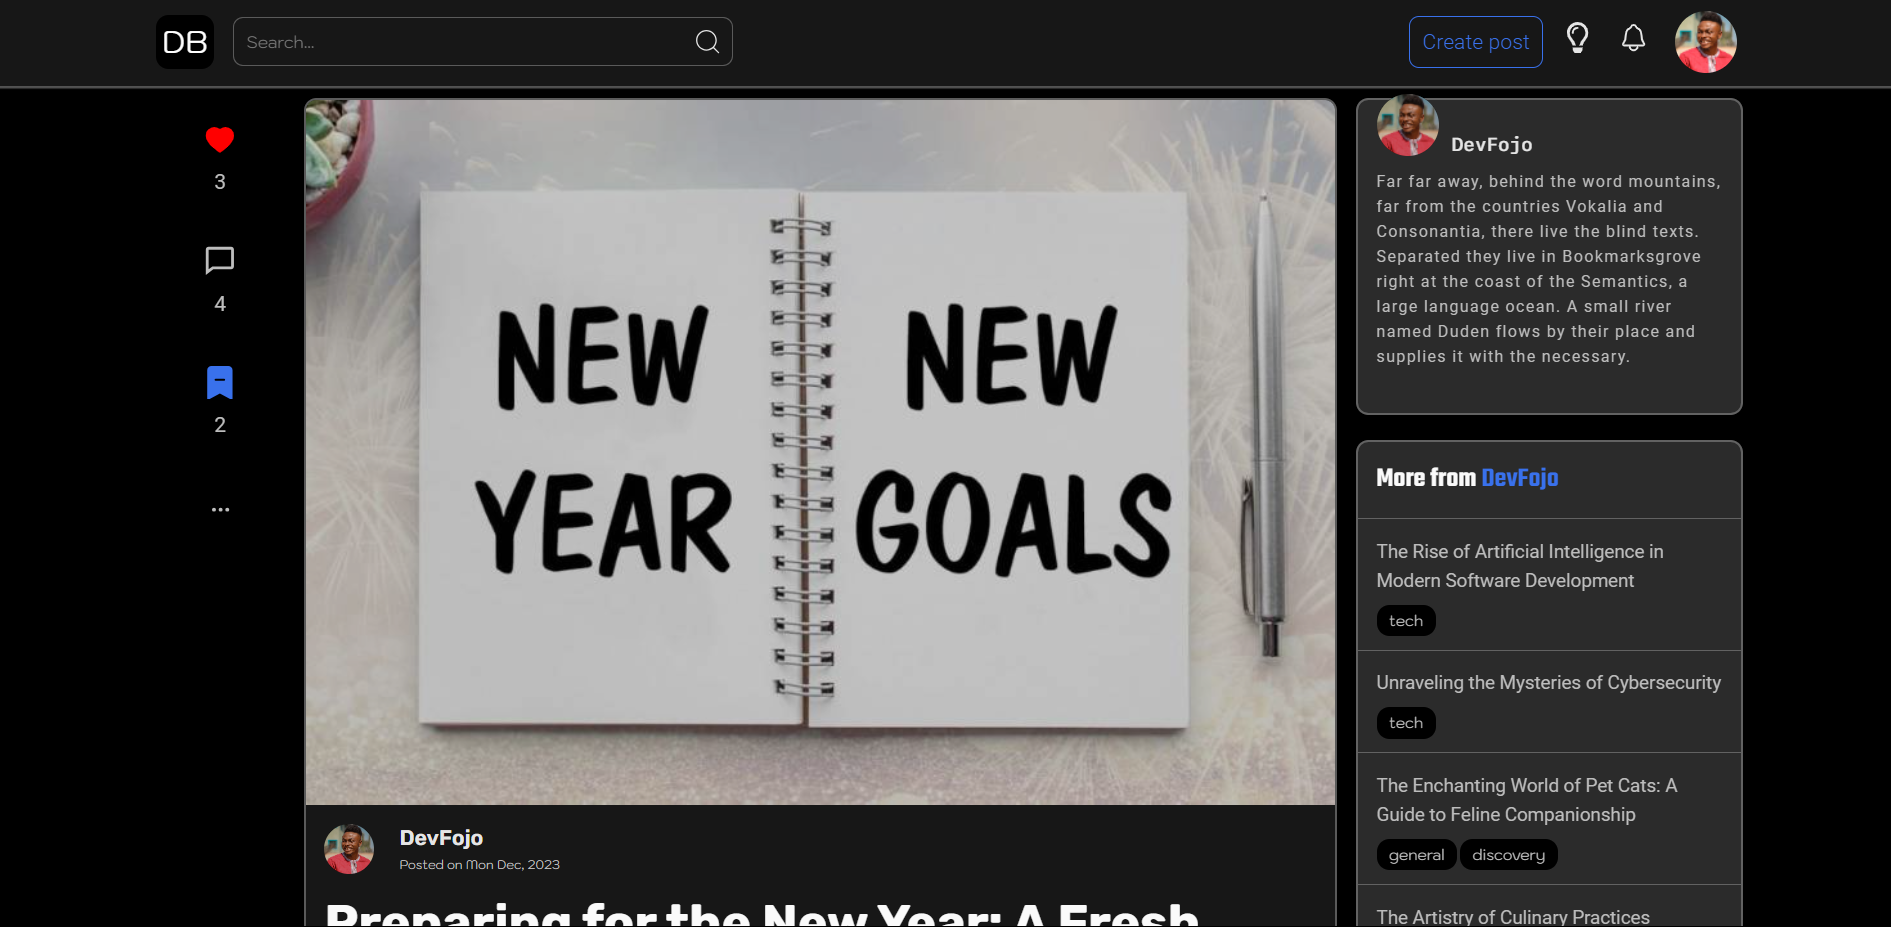 DB
Search...
Create post
3
4
2
NEW
YEAR
NEW
GOALS
DevFojo
Posted on Mon Dec, 2023
Preparing for the New Year: A Fresh
DevFojo
Far far away, behind the word mountains,
far from the countries Vokalia and
Consonantia, there live the blind texts.
Separated they live in Bookmarksgrove
right at the coast of the Semantics, a
large language ocean. A small river
named Duden flows by their place and
supplies it with the necessary.
More from DevFojo
The Rise of Artificial Intelligence in
Modern Software Development
tech
Unraveling the Mysteries of Cybersecurity
tech
The Enchanting World of Pet Cats: A
Guide to Feline Companionship
general discovery
The Artistry of Culinary Practices